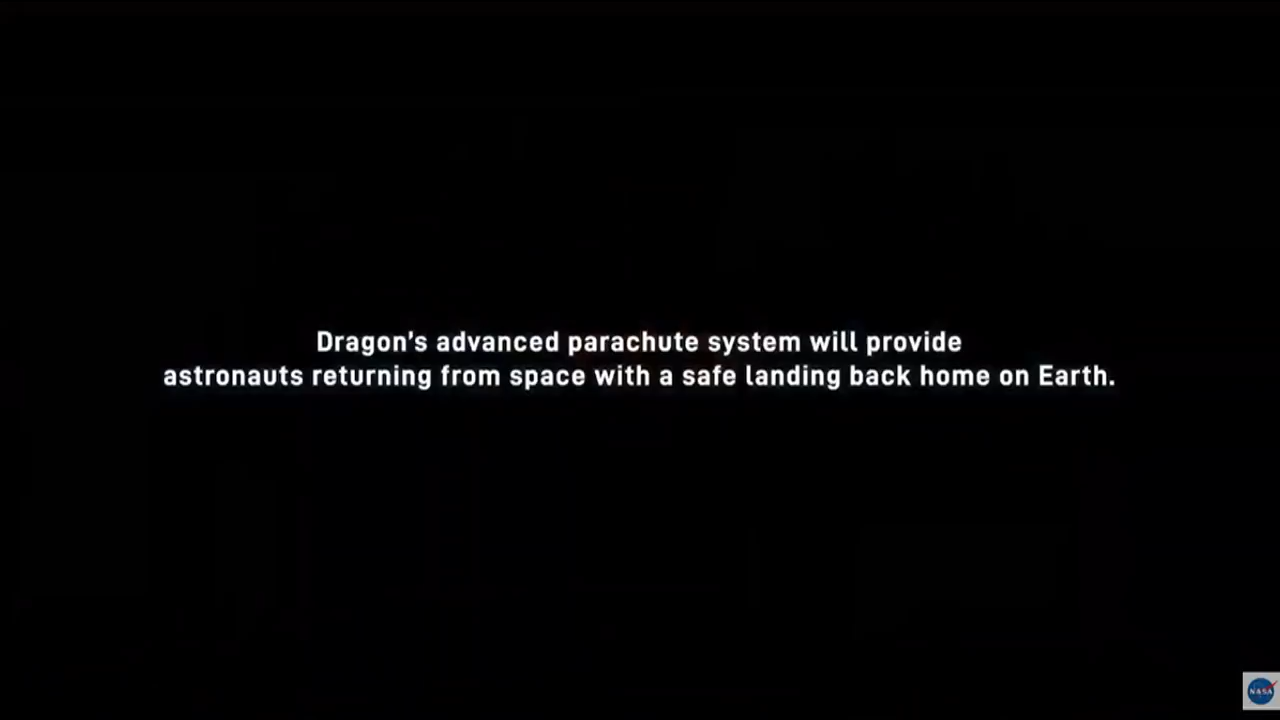 Dragon's advanced parachute system will provide
astronauts returning from space with a safe landing back home on Earth.
NASA